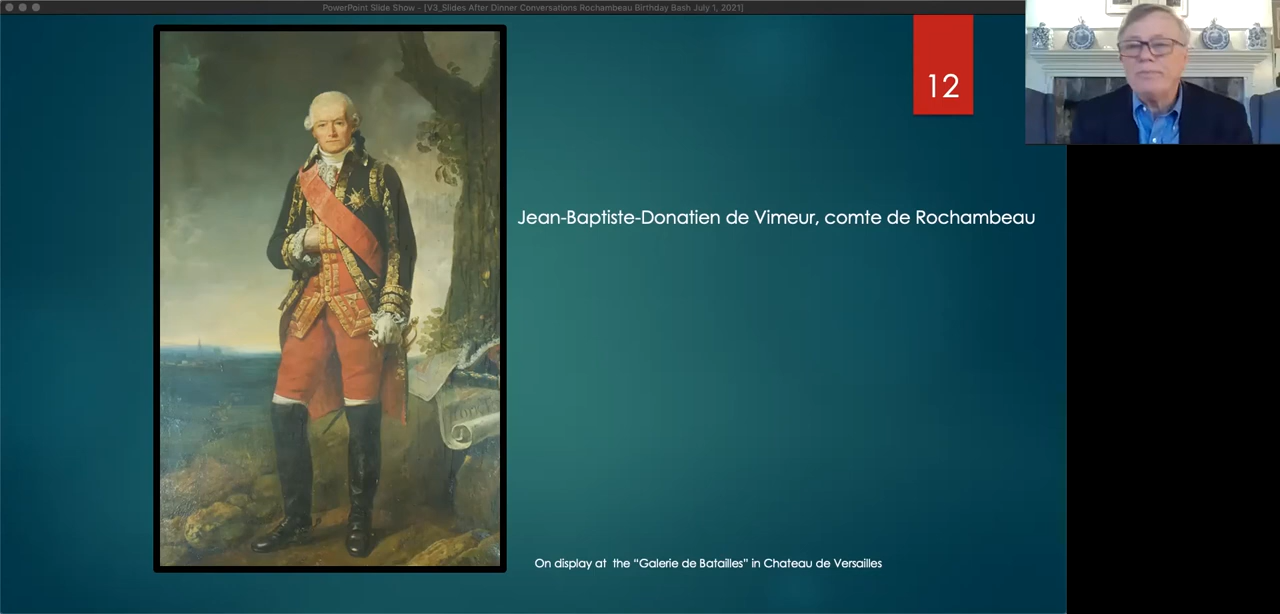 PowerPoint Slide Show - [V3_Slides After Dinner Conversations Rochambeau Birthday Bash July 1, 2021]
12
Jean-Baptiste-Donatien de Vimeur, comte de Rochambeau
On display at the “Galerie de Batailles” in Chateau de Versailles